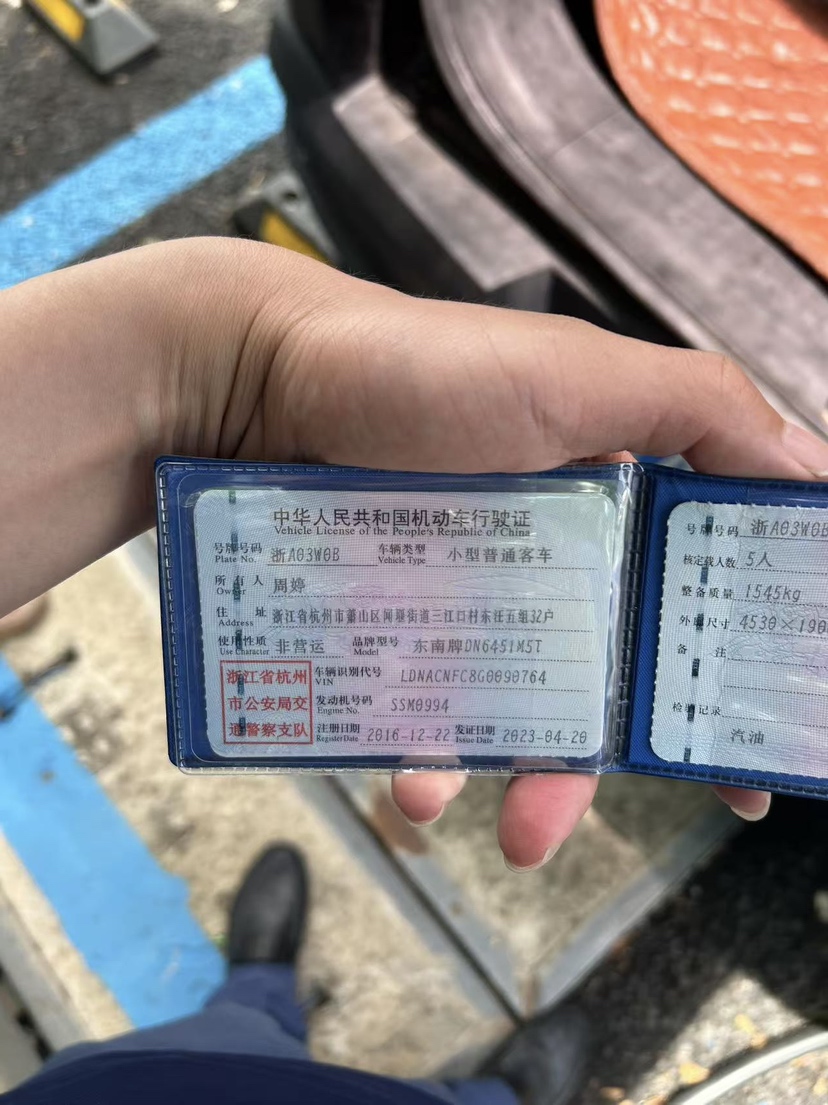 中华人民共和国机动车行驶证
Vehicle License of the People's Republic of China
号牌号码 浙A03W0B 车辆类型 小型普通客车
Plate No. Vehicle Type
所有人 周婷
Owner
住址 浙江省杭州市萧山区闻堰街道三江口村东汪五组32户
Address
使用性质 非营运 品牌型号 东南牌DN6451M5T
Use Character Model
浙江省杭州
市公安局交
通警察支队
车辆识别代号 LDNACNFC8G0090764
VIN
发动机号码 SSM0994
Engine No.
注册日期 2016-12-22 发证日期 2023-04-20
Register Date Issue Date
号牌号码 浙A03W0B
核定载人数 5人
整备质量 1545kg
外廓尺寸 4530×190
备注
检验记录
汽油